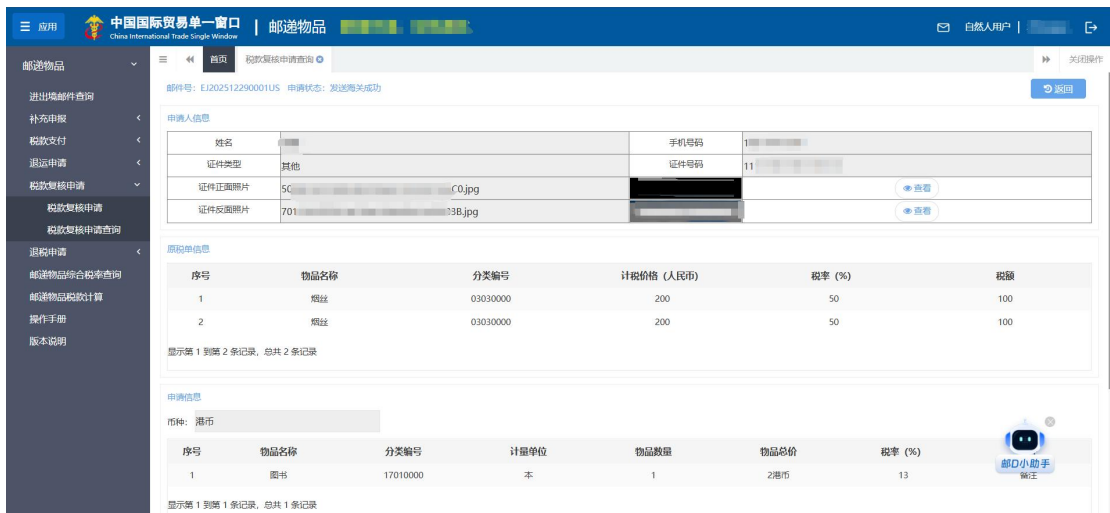 应用 中国国际贸易单一窗口 | 邮递物品 自然人用户 |
China International Trade Single Window
邮递物品 首页 税款复核申请查询 关闭操作
进出境邮件查询
补充申报
税款支付
退运申请
税款复核申请
税款复核申请
税款复核申请查询
退税申请
邮递物品综合税率查询
邮递物品税款计算
操作手册
版本说明
邮件号: EJ202512290001US 申请状态: 发送海关成功 返回
申请人信息
姓名 手机号码 1
证件类型 其他 证件号码 11
证件正面照片 C0.jpg 查看
证件反面照片 701 查看
原税单信息
序号 物品名称 分类编号 计税价格 (人民币) 税率 (%) 税额
1 烟丝 03030000 200 50 100
2 烟丝 03030000 200 50 100
显示第 1 到第 2 条记录, 总共 2 条记录
申请信息
币种: 港币
序号 物品名称 分类编号 计量单位 物品数量 物品总价 税率 (%)
1 图书 17010000 本 1 2港币 13 备注
邮D小助手
显示第 1 到第 1 条记录, 总共 1 条记录